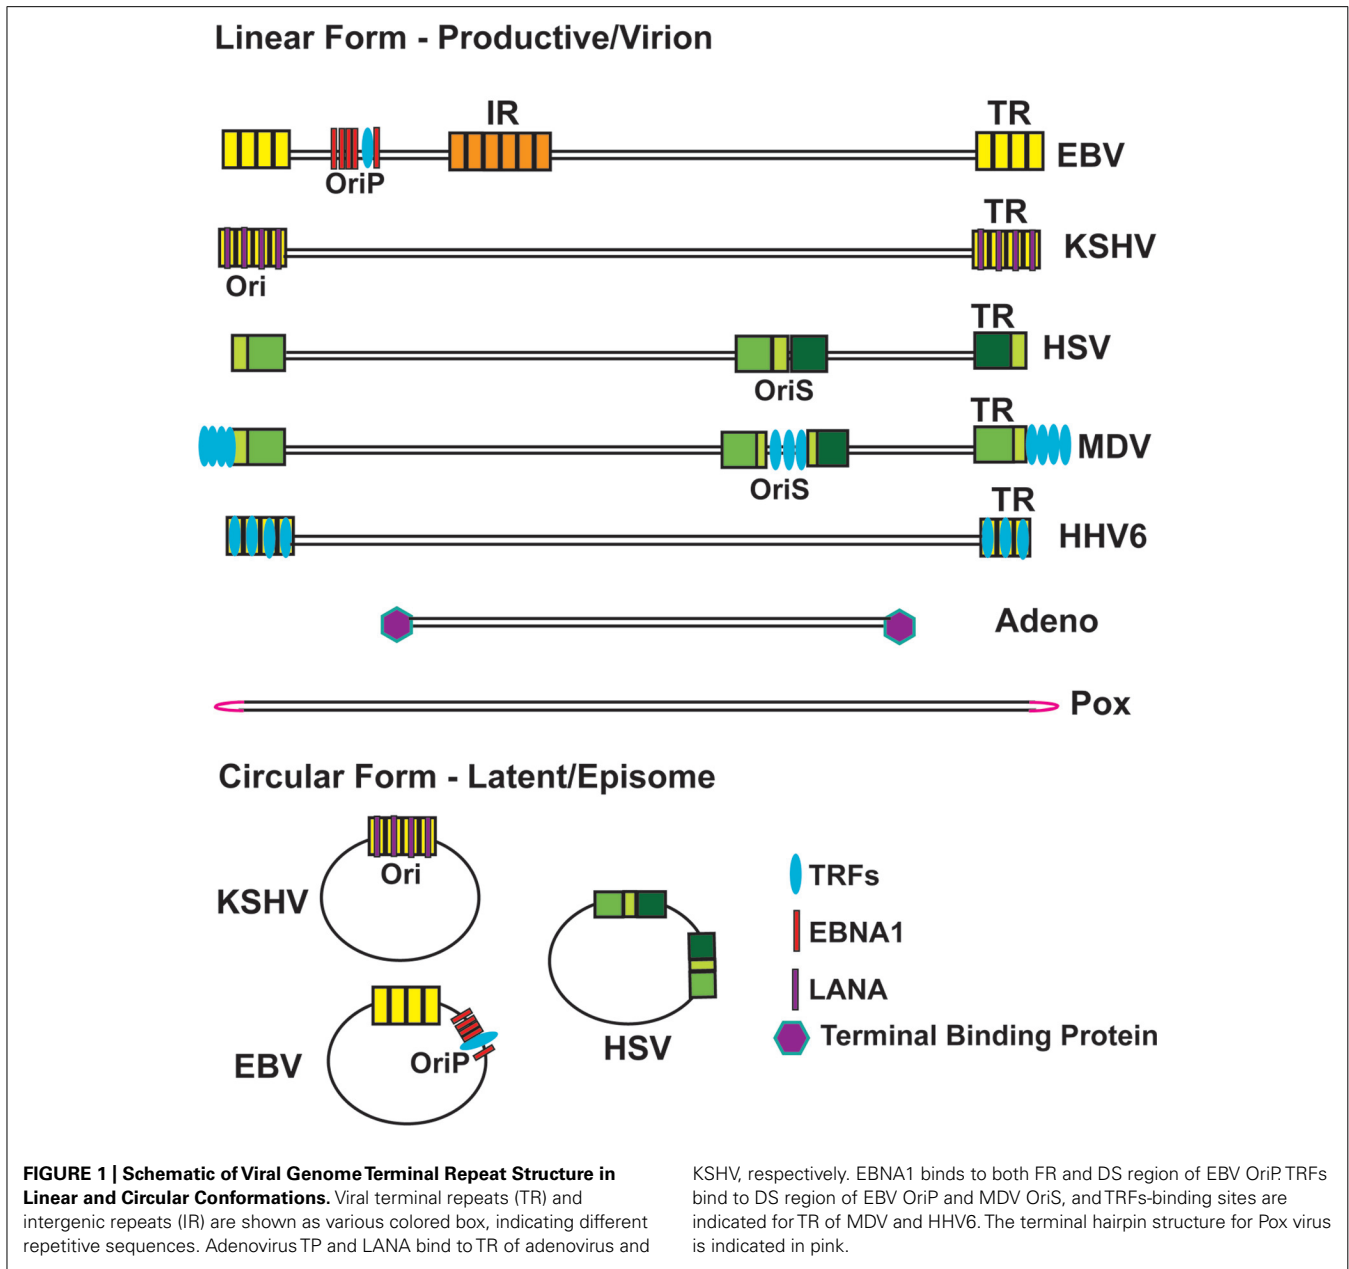 Linear Form - Productive/Virion
IR
TR
EBV
OriP
TR
KSHV
Ori
TR
HSV
OriS
TR
MDV
OriS
TR
HHV6
Adeno
Pox
Circular Form - Latent/Episome
Ori
KSHV
OriP
EBV
HSV
TRFs
EBNA1
LANA
Terminal Binding Protein
FIGURE 1 | Schematic of Viral Genome Terminal Repeat Structure in
Linear and Circular Conformations. Viral terminal repeats (TR) and
intergenic repeats (IR) are shown as various colored box, indicating different
repetitive sequences. Adenovirus TP and LANA bind to TR of adenovirus and
KSHV, respectively. EBNA1 binds to both FR and DS region of EBV OriP. TRFs
bind to DS region of EBV OriP and MDV OriS, and TRFs-binding sites are
indicated for TR of MDV and HHV6. The terminal hairpin structure for Pox virus
is indicated in pink.